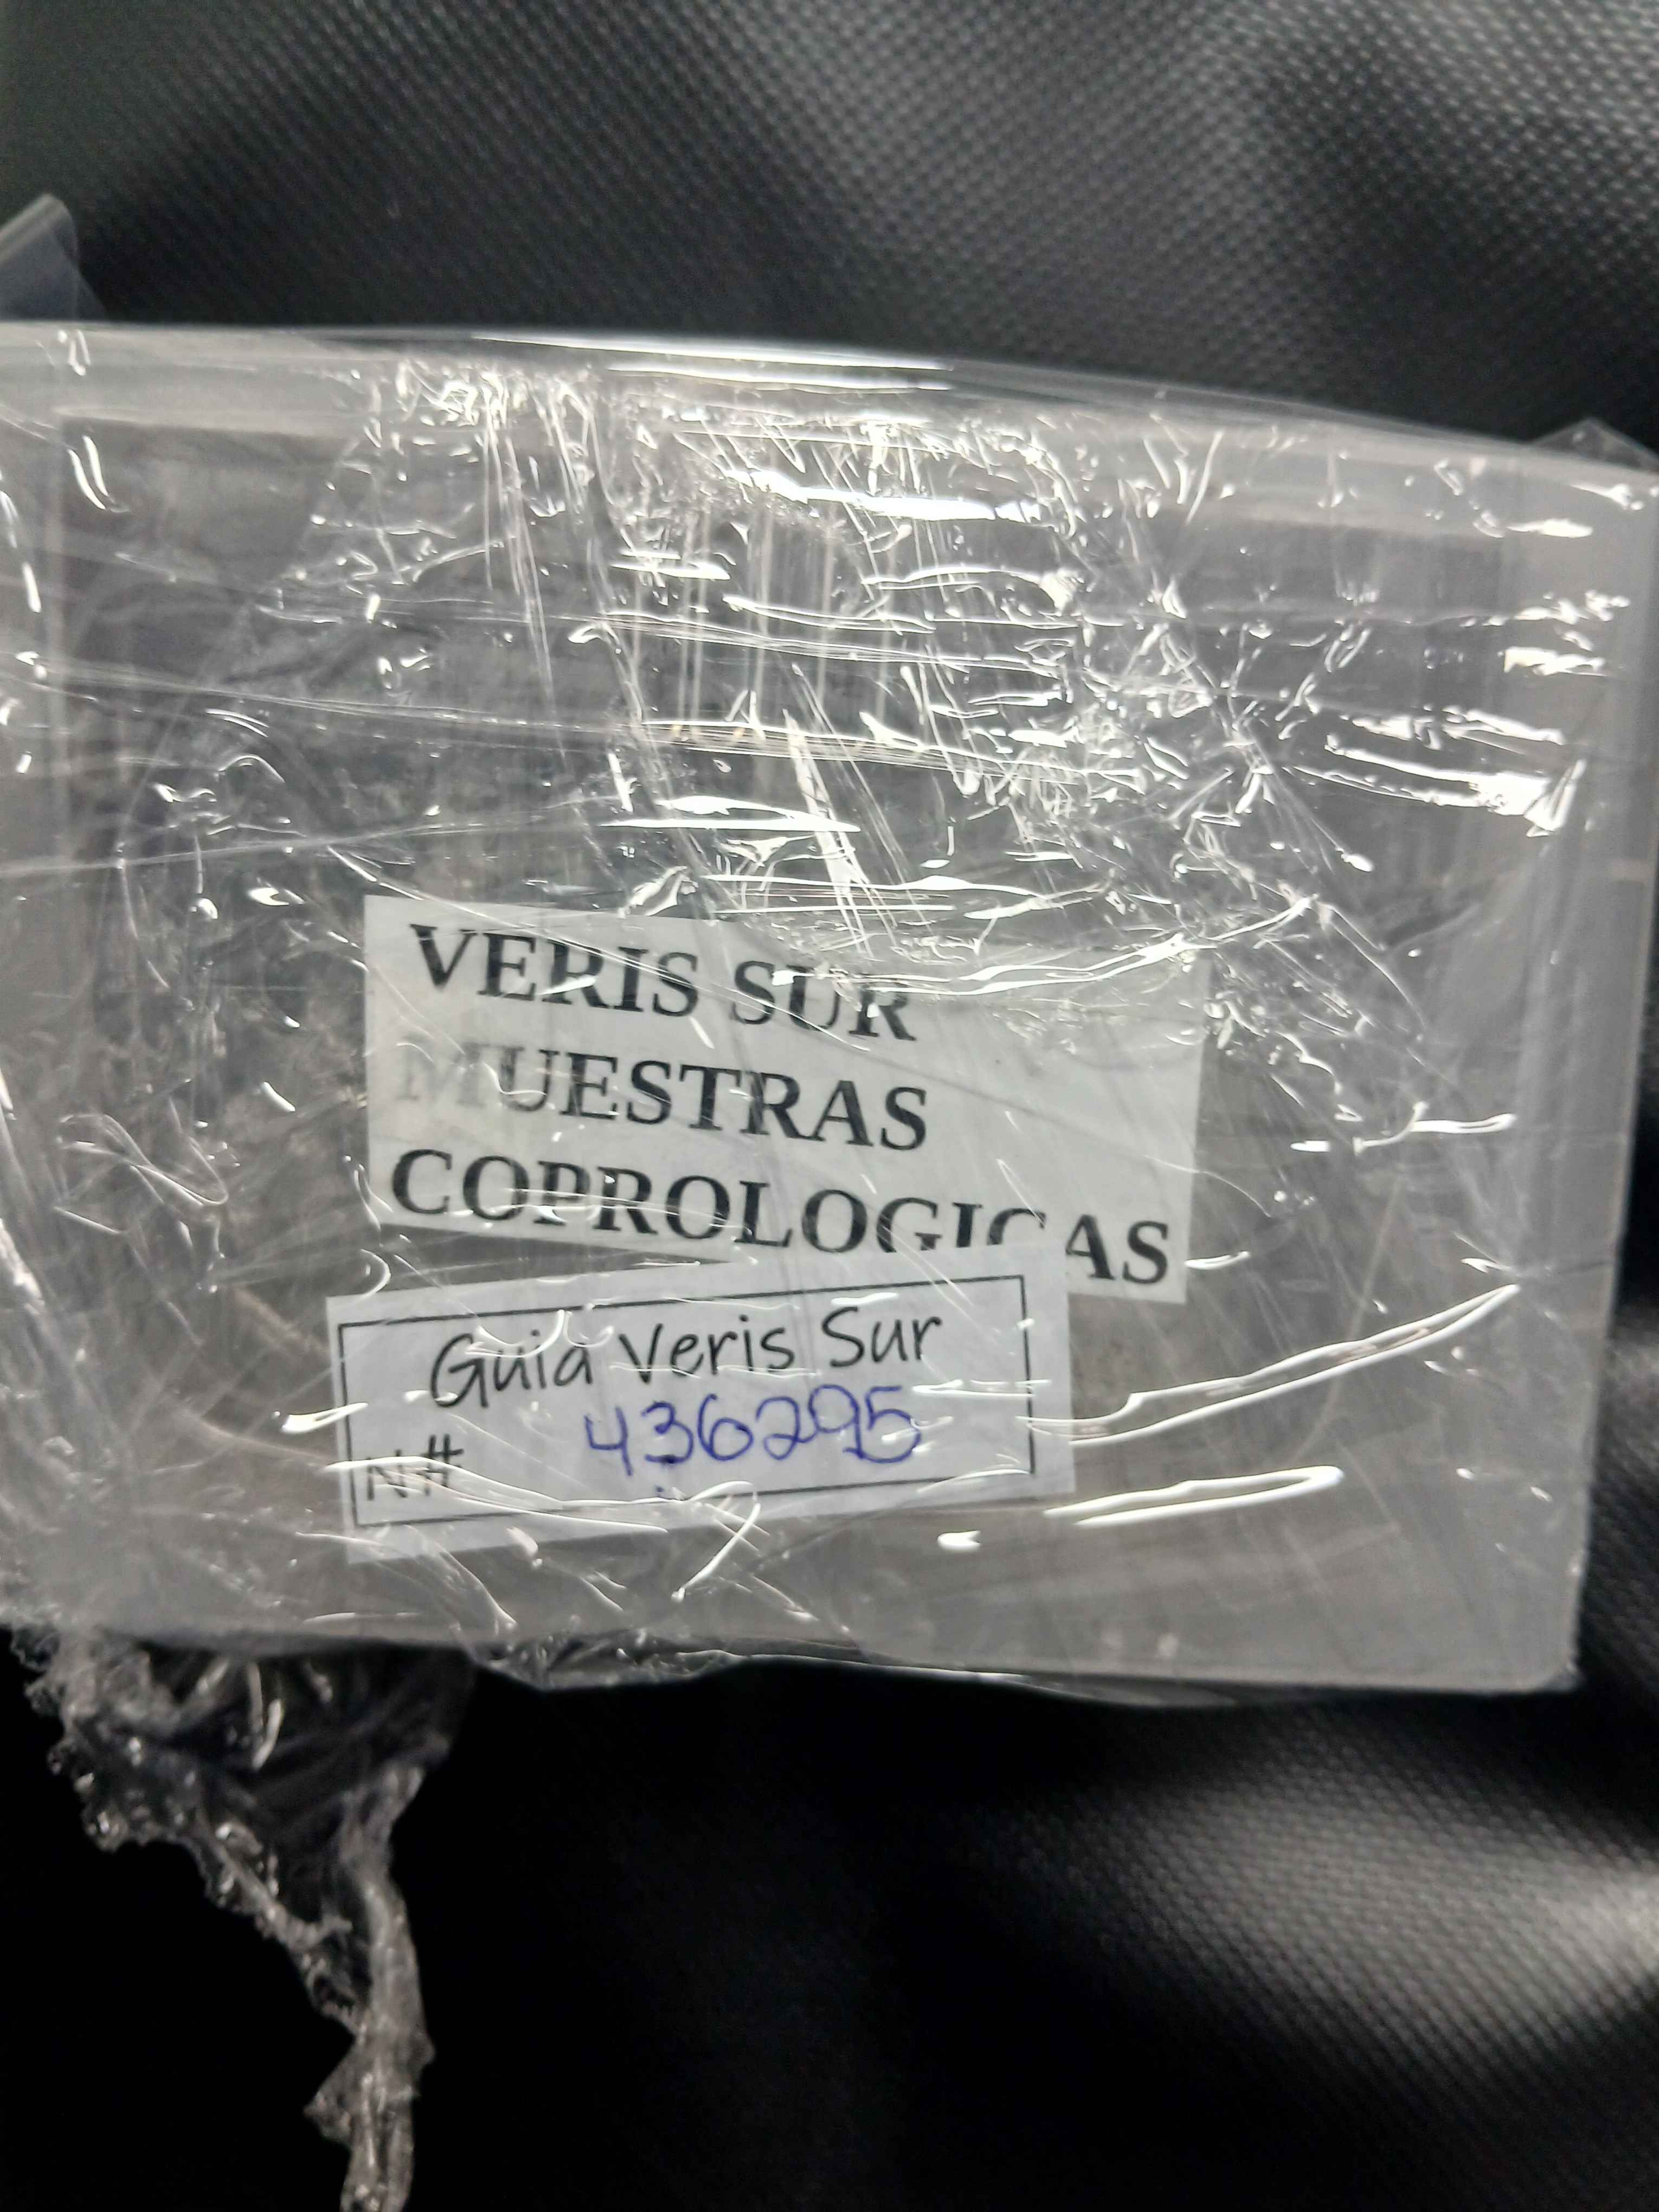 VERIS SUR
MUESTRAS
COPROLOGICAS
Guia Veris Sur
N# 436295